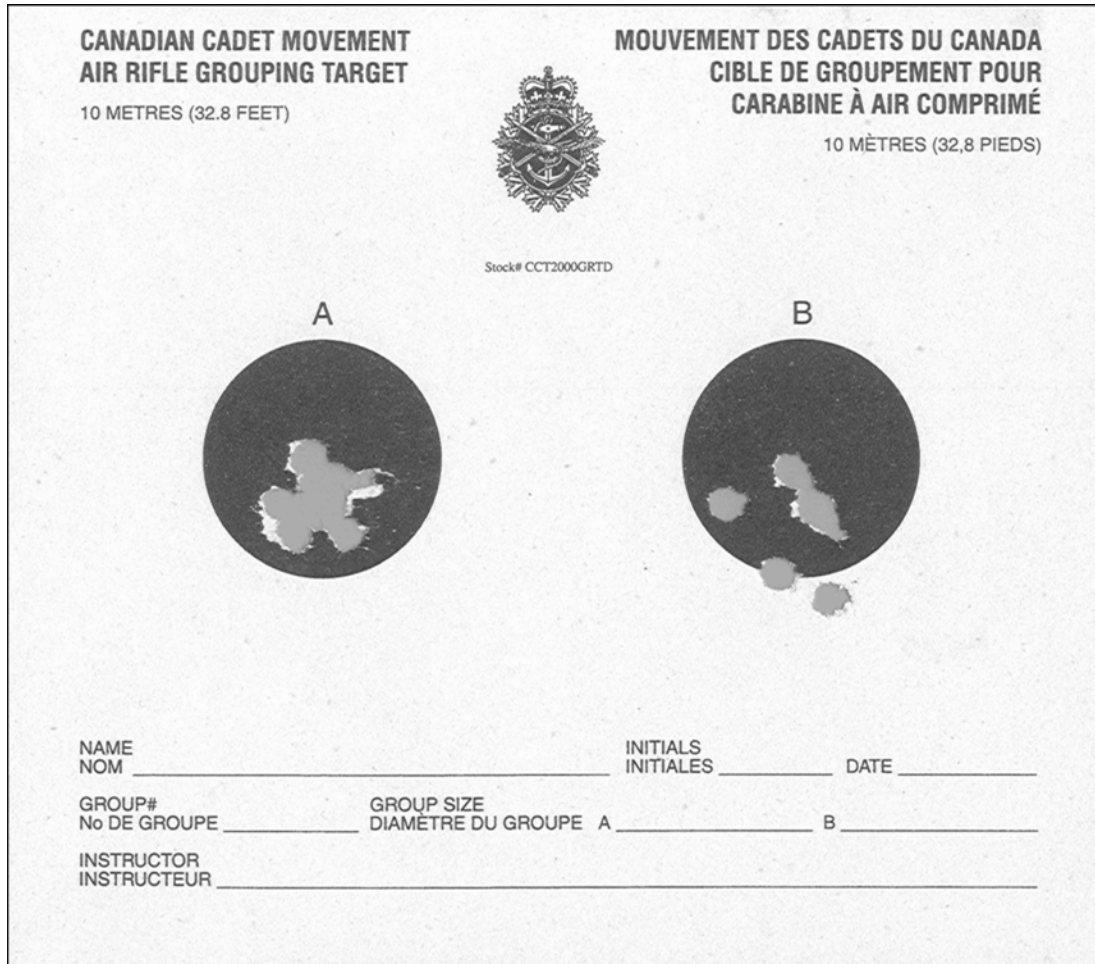 CANADIAN CADET MOVEMENT
AIR RIFLE GROUPING TARGET
10 METRES (32.8 FEET)
MOUVEMENT DES CADETS DU CANADA
CIBLE DE GROUPEMENT POUR
CARABINE À AIR COMPRIMÉ
10 MÈTRES (32,8 PIEDS)
Stock# CCT2000GRTD
A
B
NAME
NOM
INITIALS
INITIALES
DATE
GROUP#
No DE GROUPE
GROUP SIZE
DIAMÈTRE DU GROUPE A
B
INSTRUCTOR
INSTRUCTEUR